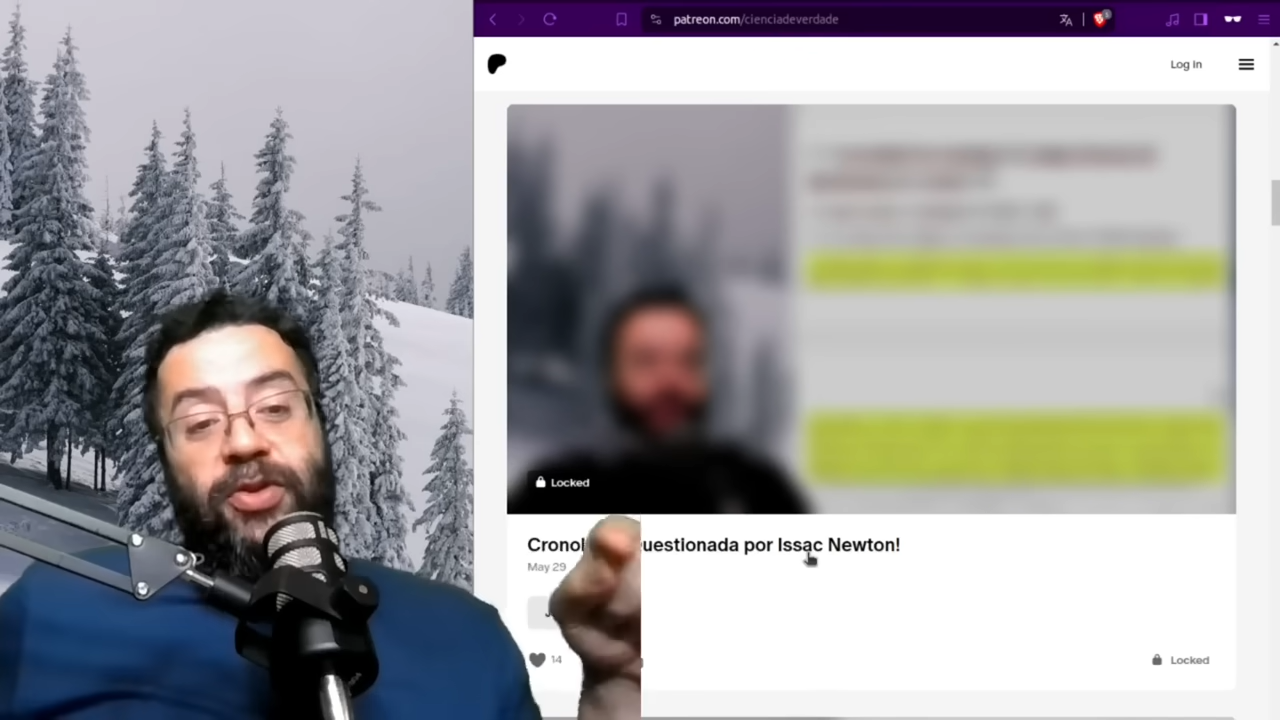 patreon.com/cienciadeverdade
Log In
Locked
Cronol uestionada por Issac Newton!
May 29
14
Locked